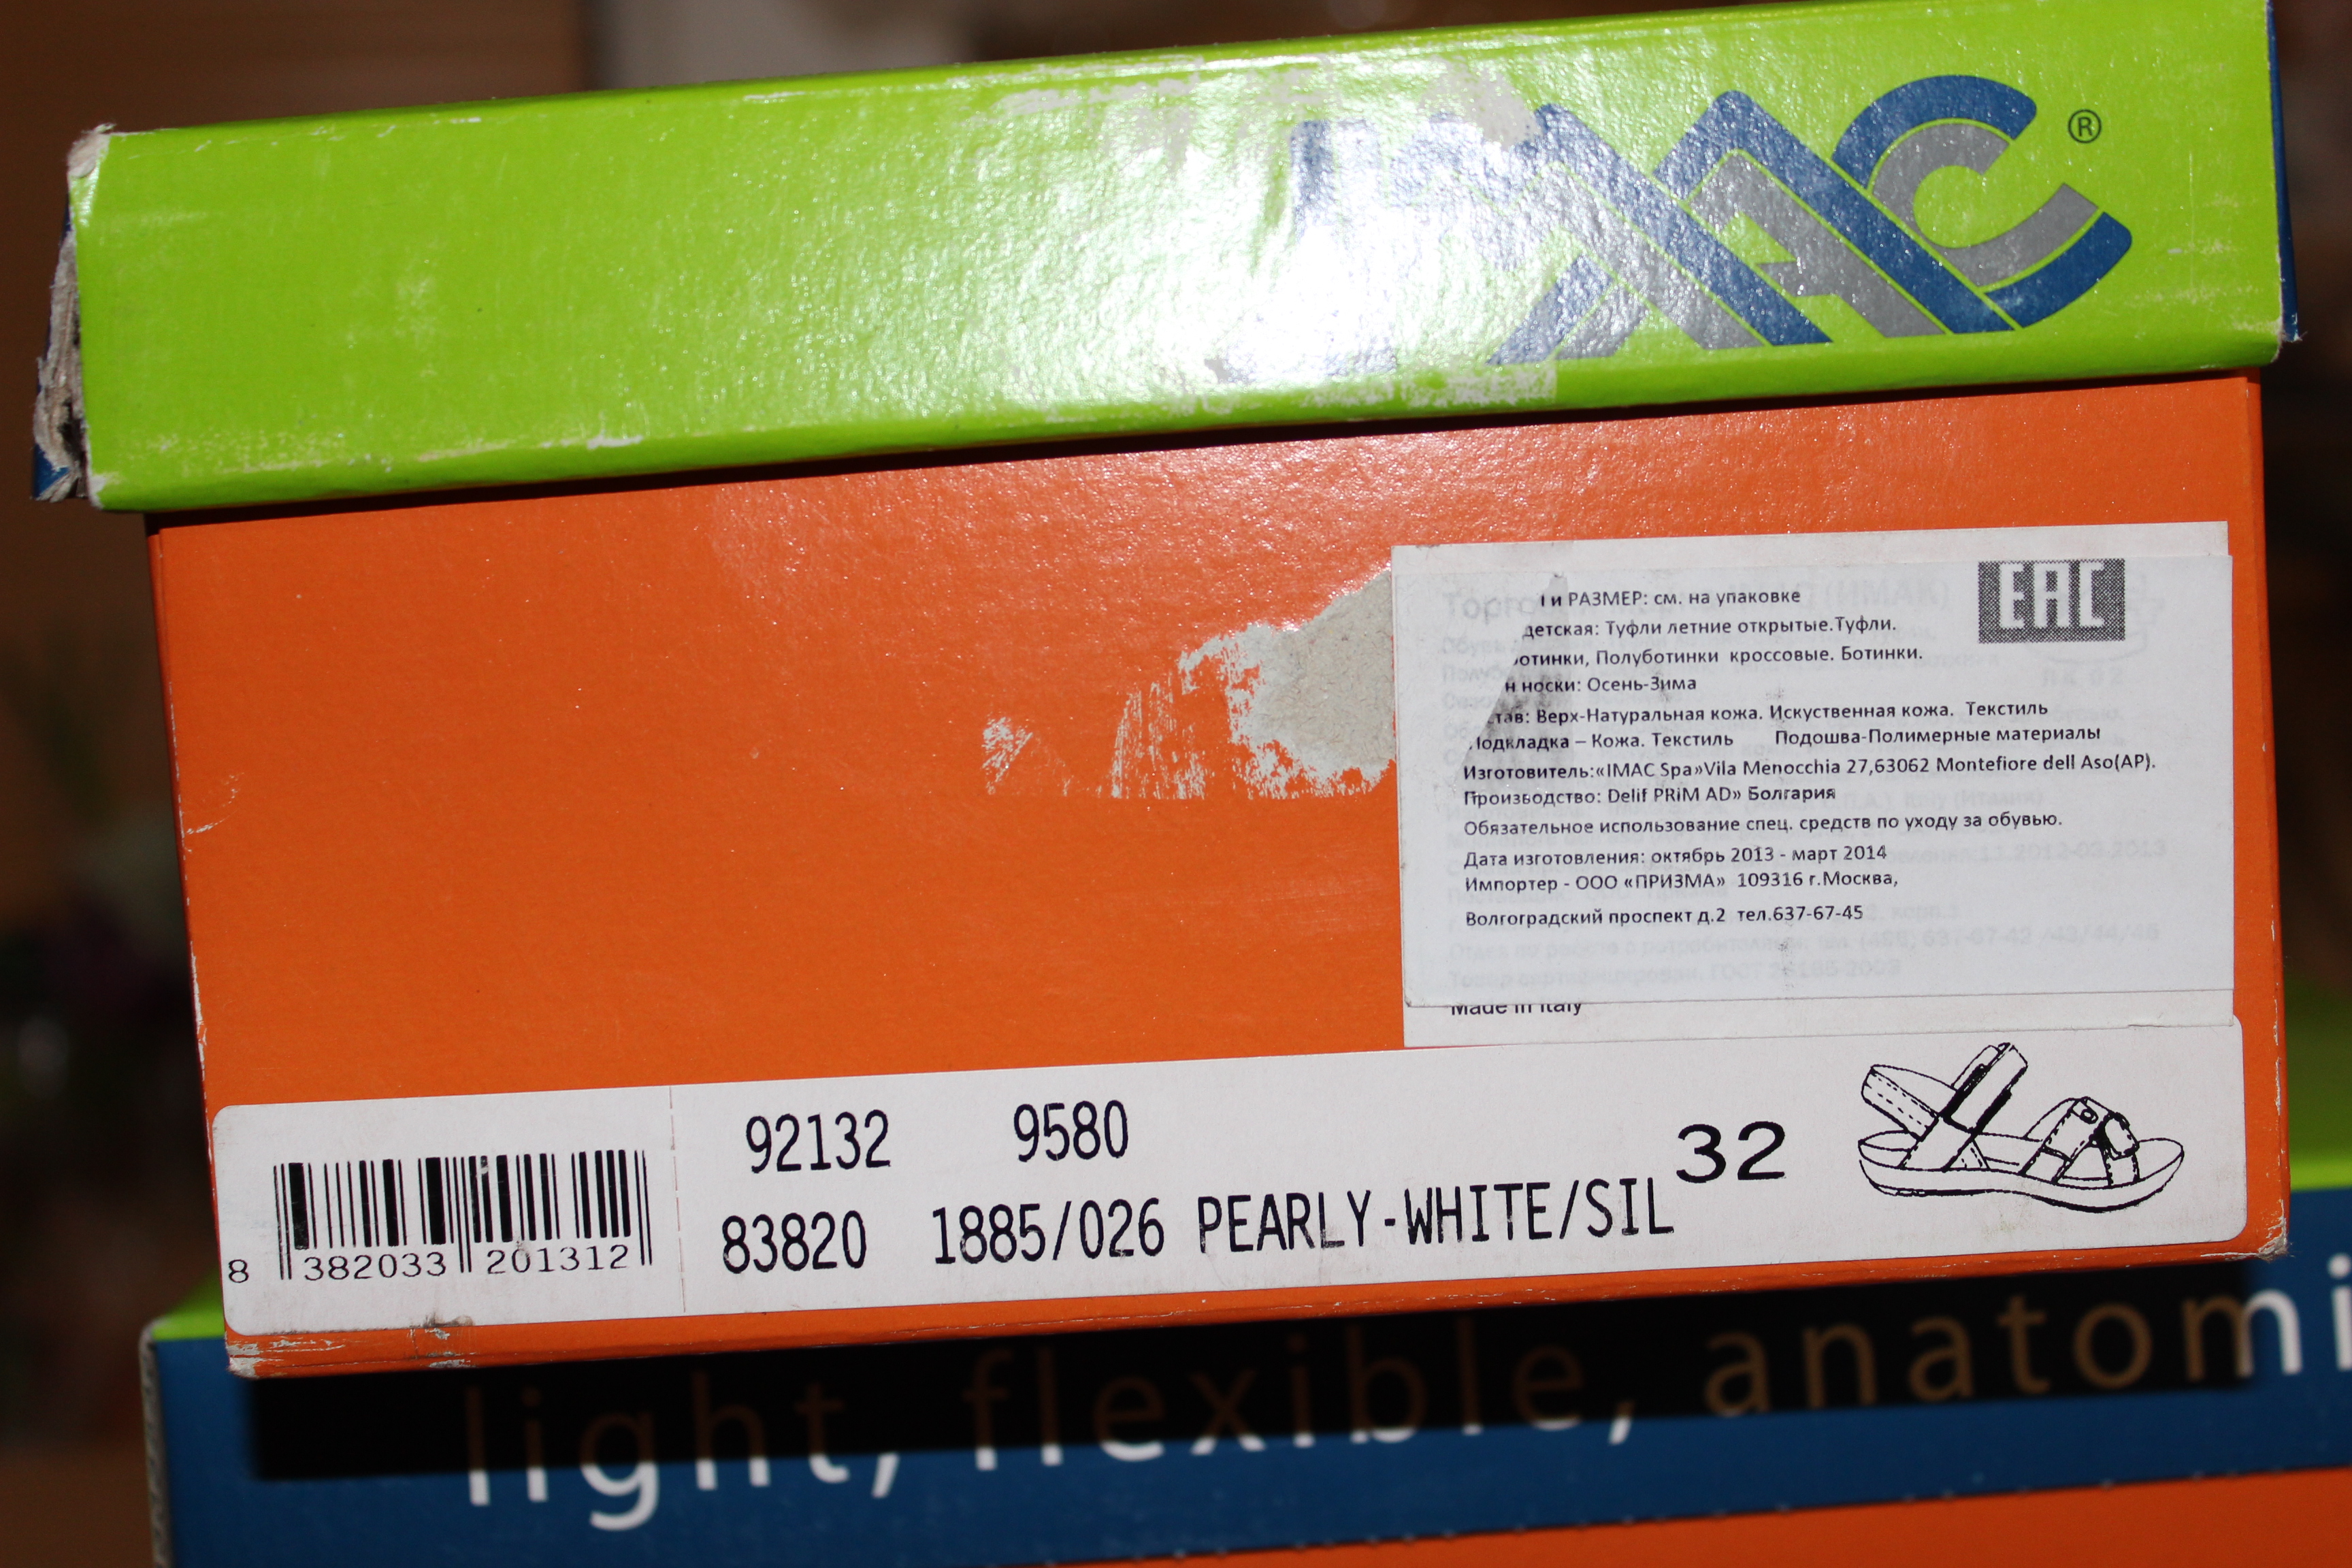 IMAC ®
EAC
и РАЗМЕР: см. на упаковке
детская: Туфли летние открытые.Туфли.
отинки, Полуботинки кроссовые. Ботинки.
н носки: Осень-Зима
став: Верх-Натуральная кожа. Искуственная кожа. Текстиль
Подкладка – Кожа. Текстиль Подошва-Полимерные материалы
Изготовитель:«IMAC Spa»Vila Menocchia 27,63062 Montefiore dell Aso(AP).
Производство: Delif PRiM AD» Болгария
Обязательное использование спец. средств по уходу за обувью.
Дата изготовления: октябрь 2013 - март 2014
Импортер - ООО «ПРИЗМА» 109316 г.Москва,
Волгоградский проспект д.2 тел.637-67-45
Made in Italy
92132 9580
83820 1885/026 PEARLY-WHITE/SIL 32
8 382033 201312
light, flexible, anatomi